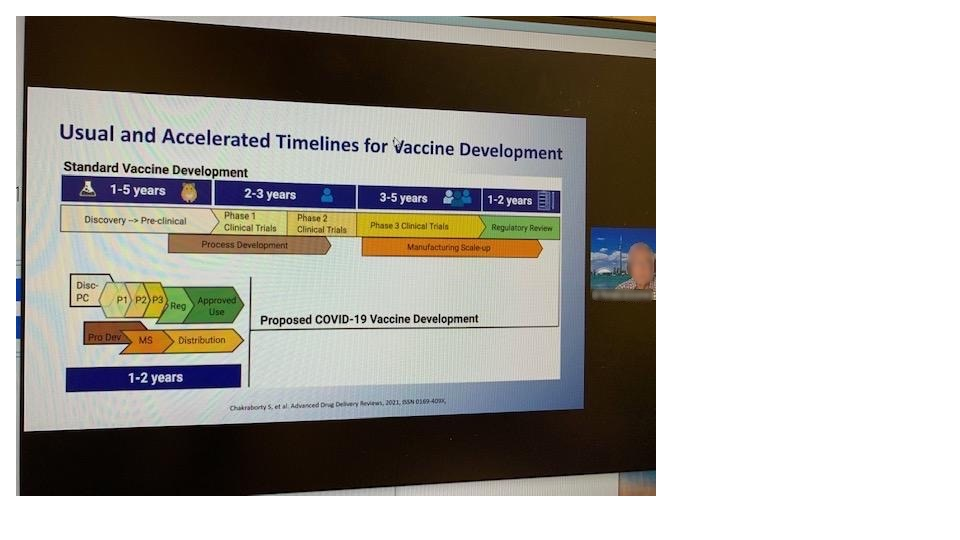 Usual and Accelerated Timelines for Vaccine Development
Standard Vaccine Development
1-5 years
2-3 years
3-5 years
1-2 years
Discovery --> Pre-clinical
Phase 1
Clinical Trials
Phase 2
Clinical Trials
Phase 3 Clinical Trials
Regulatory Review
Process Development
Manufacturing Scale-up
Disc-
PC
P1
P2
P3
Reg
Approved
Use
Proposed COVID-19 Vaccine Development
Pro Dev
MS
Distribution
1-2 years
Chakraborty S, et al. Advanced Drug Delivery Reviews, 2021, ISSN 0169-409X,